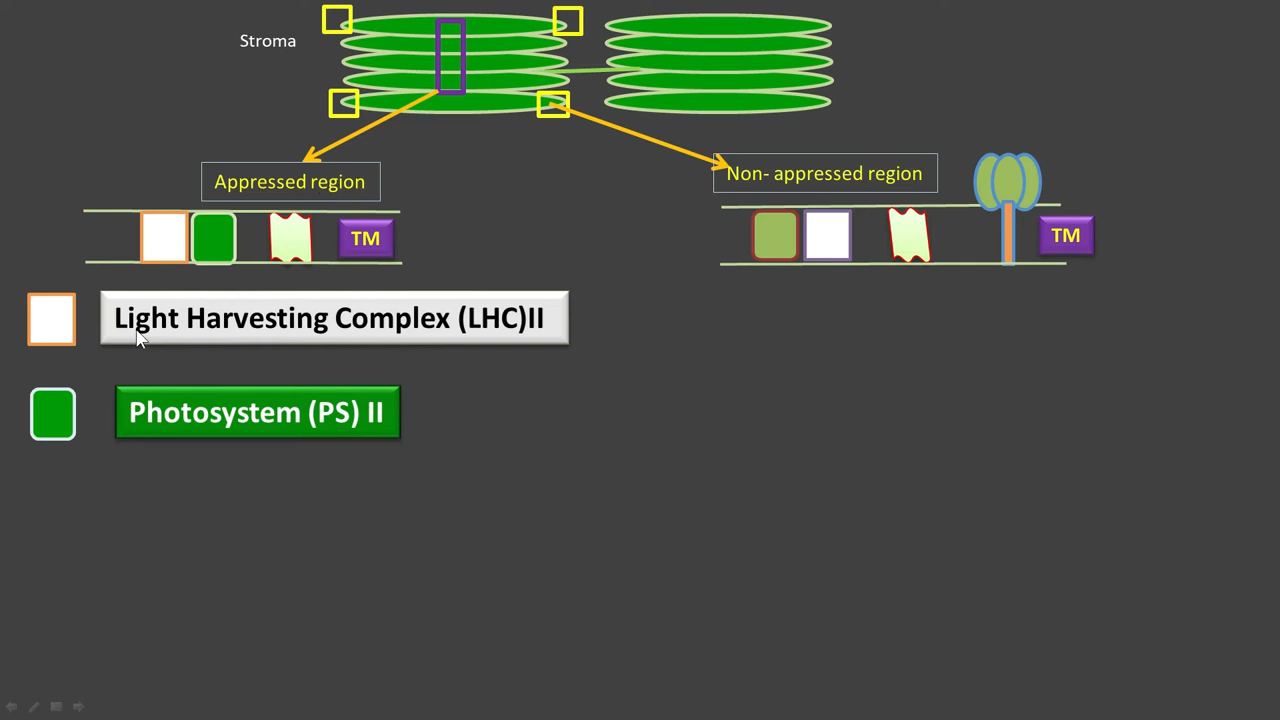 Stroma
Appressed region
Non- appressed region
TM
TM
Light Harvesting Complex (LHC)II
Photosystem (PS) II